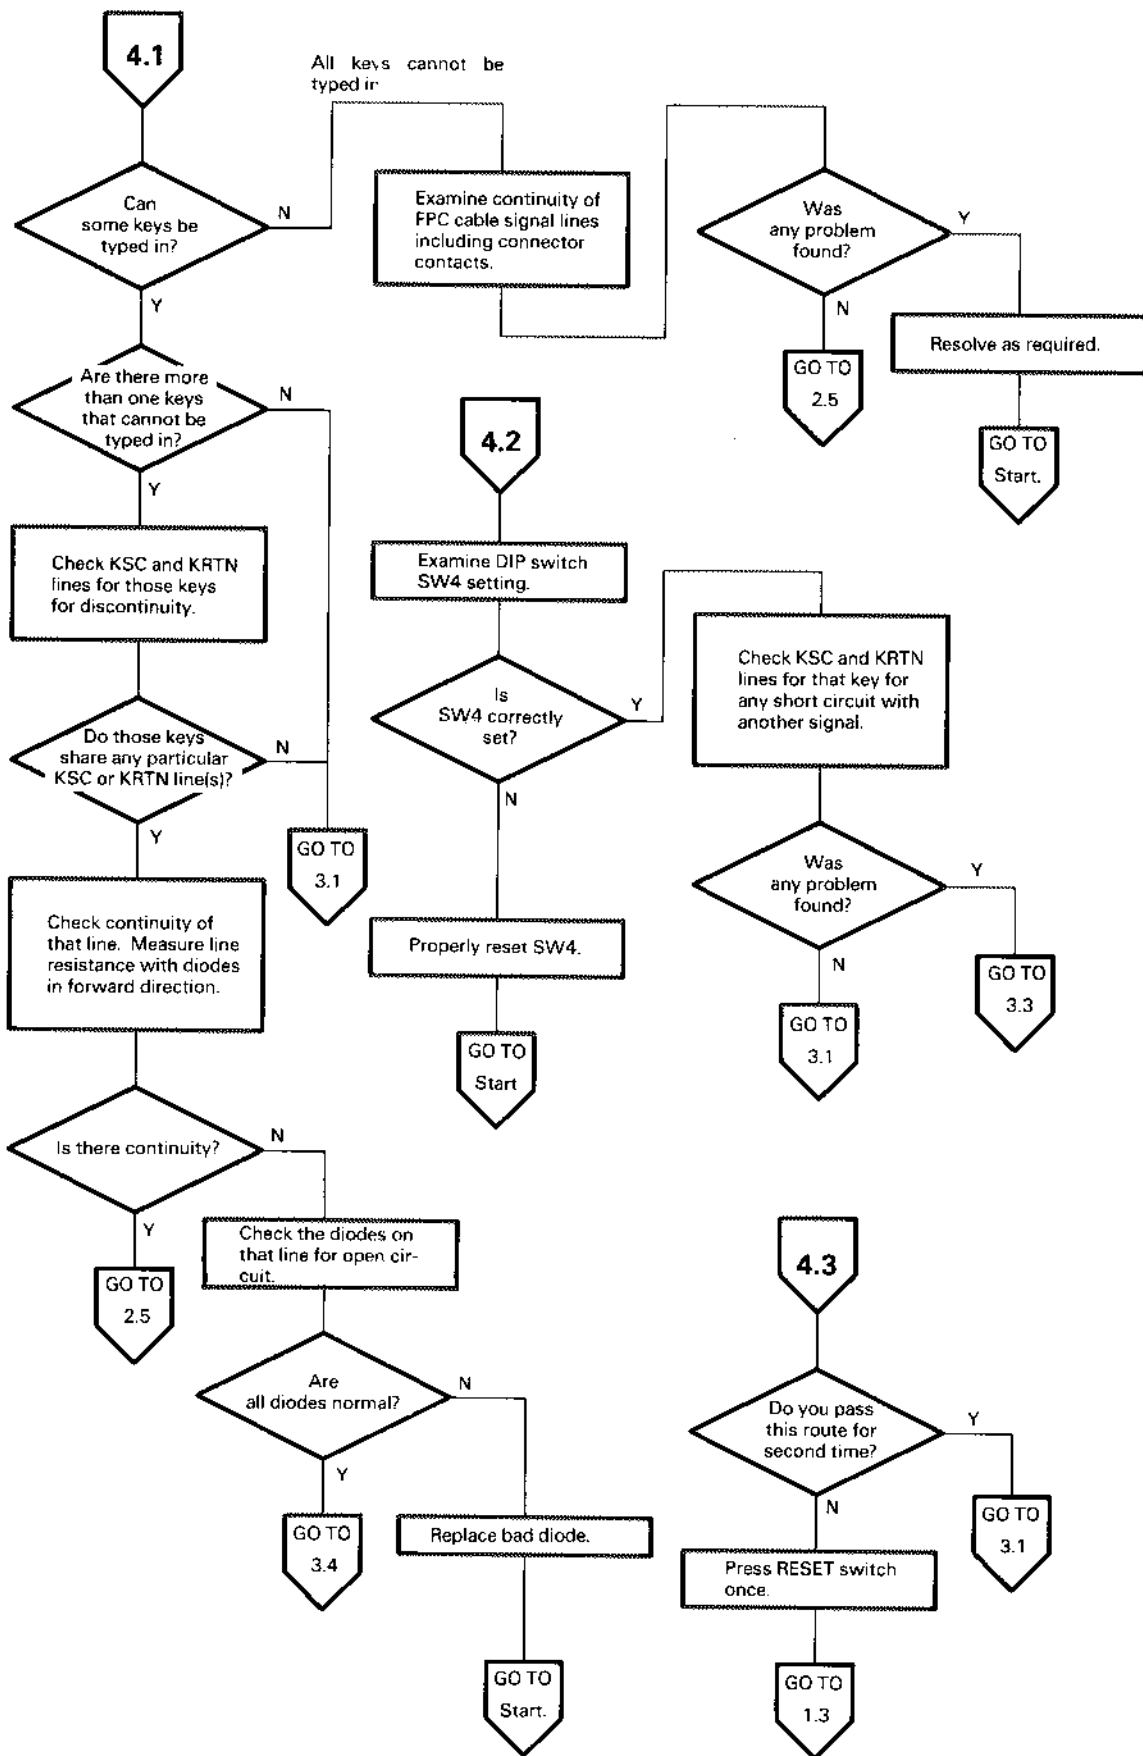 4.1
All keys cannot be
typed in
Can
some keys be
typed in?
N
Y
Examine continuity of
FPC cable signal lines
including connector
contacts.
Was
any problem
found?
Y
N
Resolve as required.
GO TO
2.5
GO TO
Start.
Are there more
than one keys
that cannot be
typed in?
N
Y
Check KSC and KRTN
lines for those keys
for discontinuity.
Do those keys
share any particular
KSC or KRTN line(s)?
N
Y
GO TO
3.1
Check continuity of
that line. Measure line
resistance with diodes
in forward direction.
Is there continuity?
N
Y
GO TO
2.5
Check the diodes on
that line for open cir-
cuit.
Are
all diodes normal?
N
Y
GO TO
3.4
Replace bad diode.
GO TO
Start.
4.2
Examine DIP switch
SW4 setting.
Is
SW4 correctly
set?
Y
N
Properly reset SW4.
GO TO
Start
Check KSC and KRTN
lines for that key for
any short circuit with
another signal.
Was
any problem
found?
Y
N
GO TO
3.1
GO TO
3.3
4.3
Do you pass
this route for
second time?
Y
N
GO TO
3.1
Press RESET switch
once.
GO TO
1.3